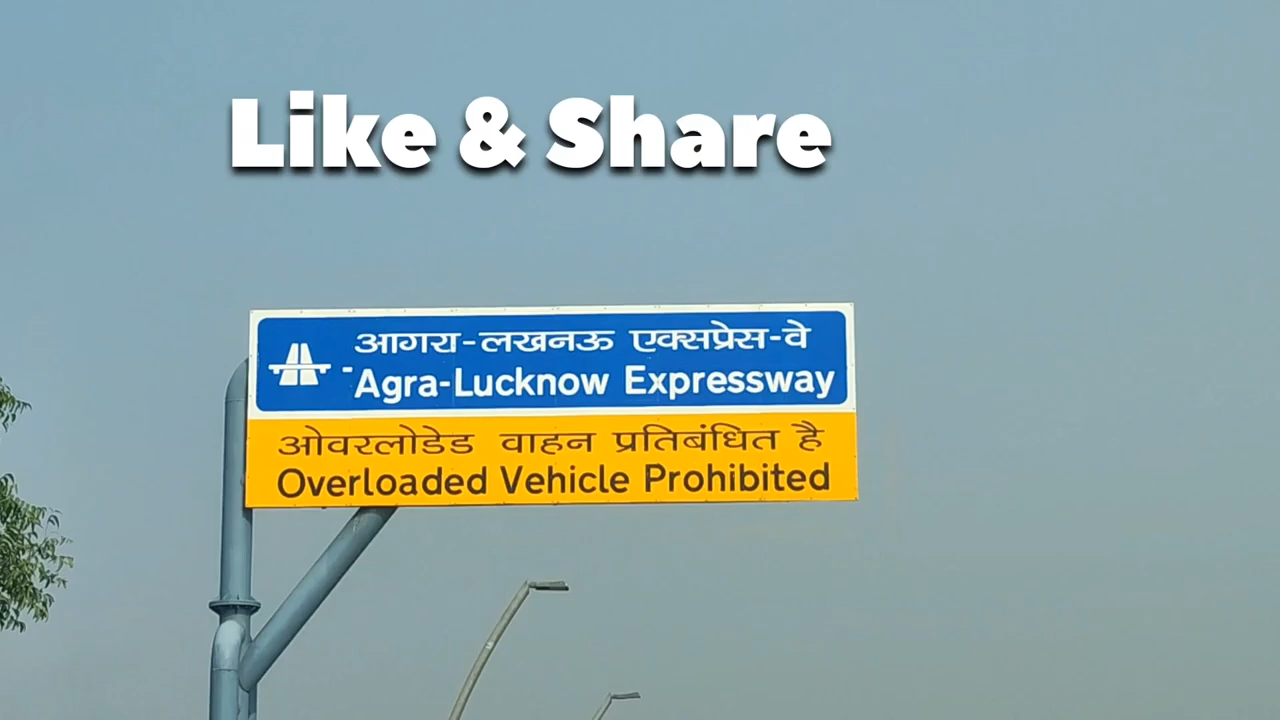 Like & Share
आगरा-लखनऊ एक्सप्रेस-वे
Agra-Lucknow Expressway
ओवरलोडेड वाहन प्रतिबंधित है
Overloaded Vehicle Prohibited